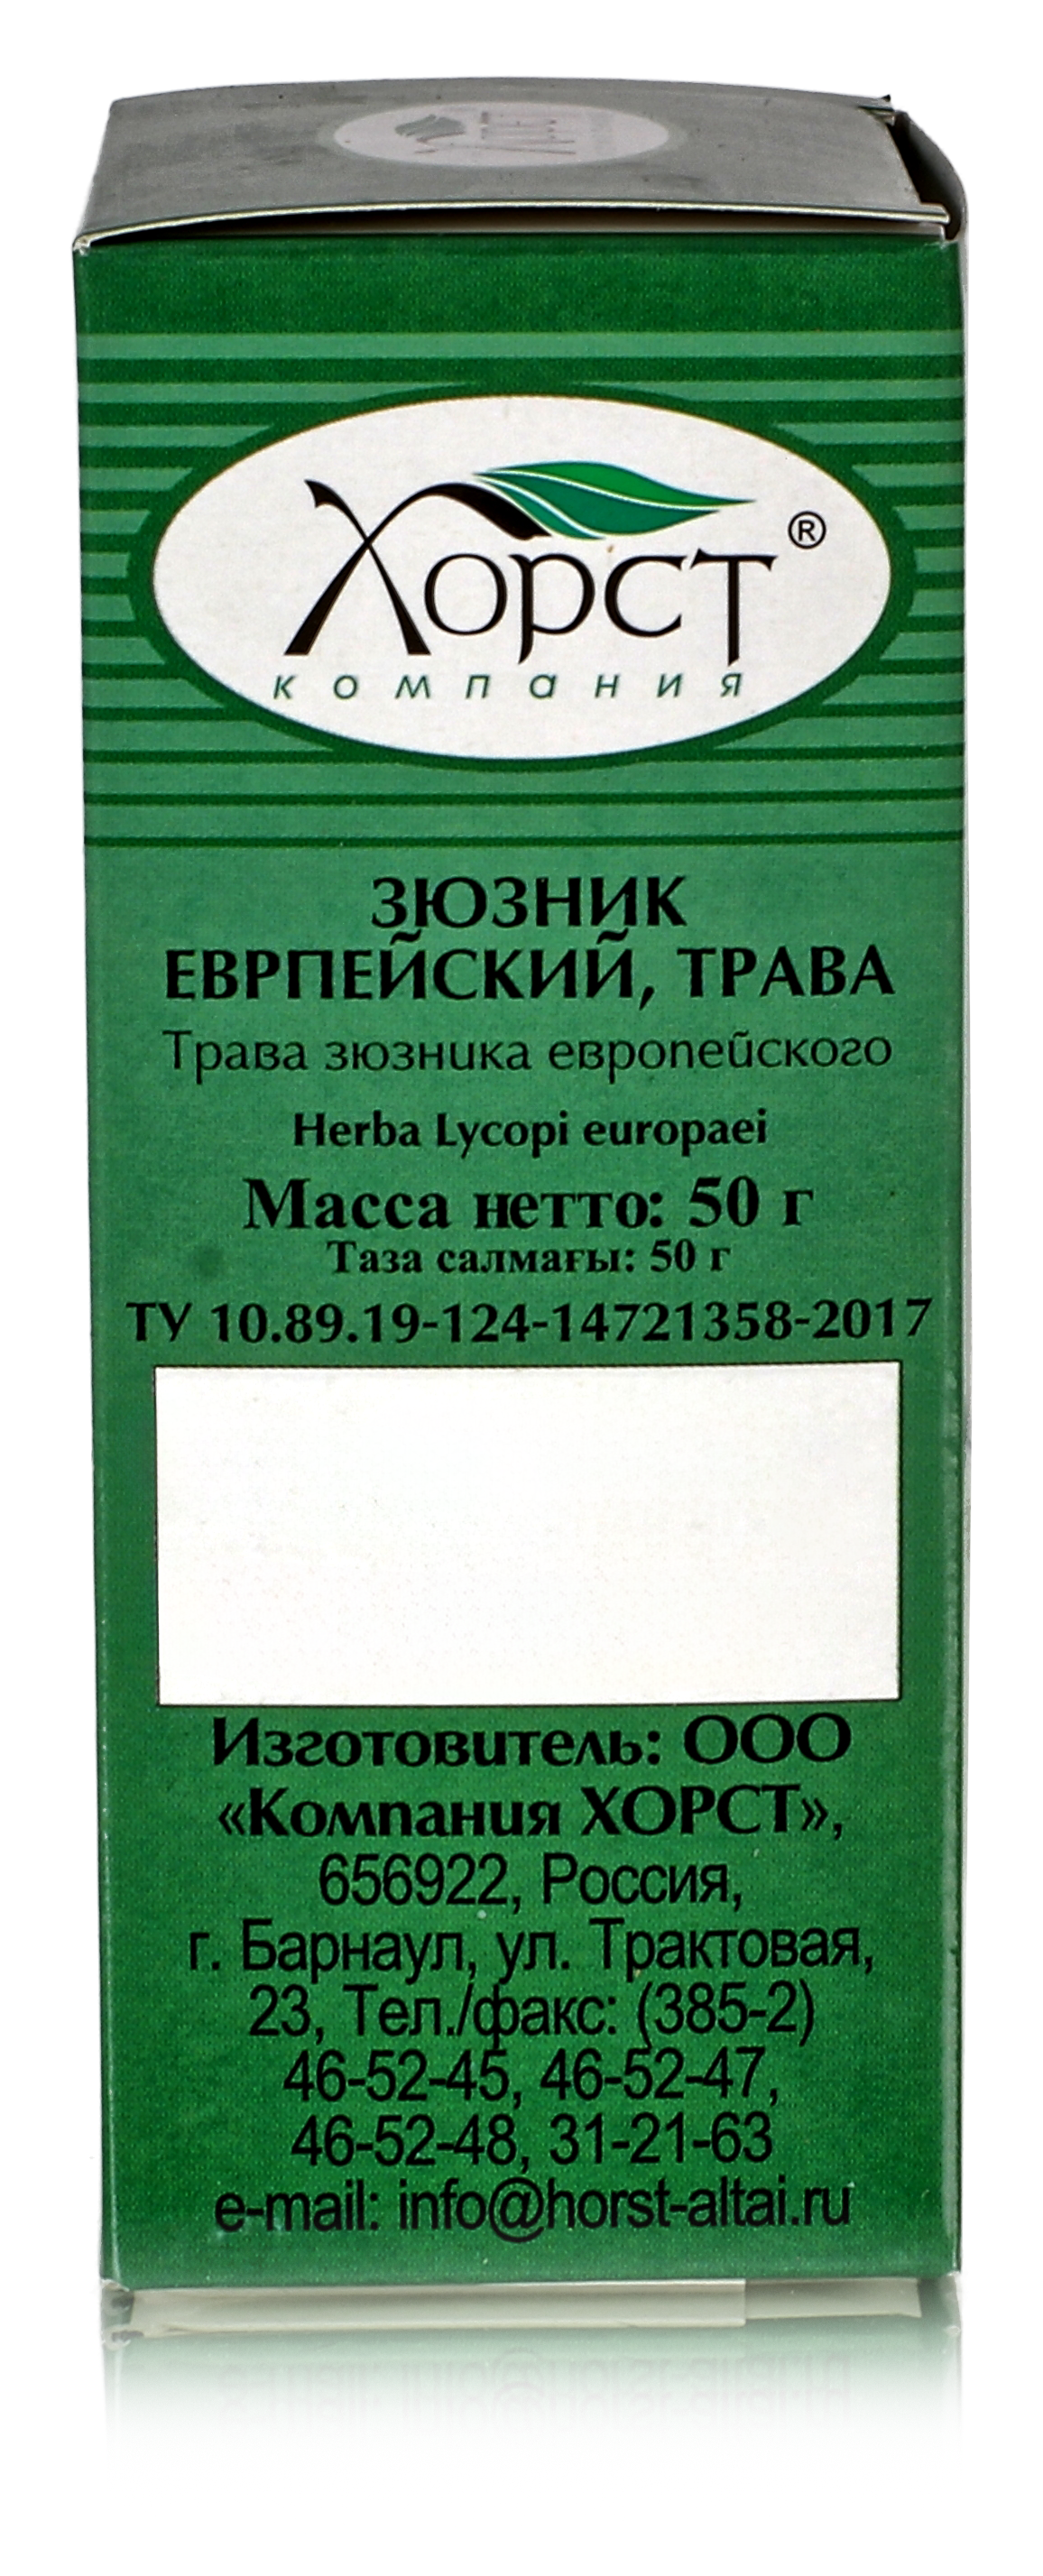 Хорст®
компания
ЗЮЗНИК
ЕВРПЕЙСКИЙ, ТРАВА
Трава зюзника европейского
Herba Lycopi europaei
Масса нетто: 50 г
Таза салмағы: 50 г
ТУ 10.89.19-124-14721358-2017
Изготовитель: ООО
«Компания ХОРСТ»,
656922, Россия,
г. Барнаул, ул. Трактовая,
23, Тел./факс: (385-2)
46-52-45, 46-52-47,
46-52-48, 31-21-63
e-mail: info@horst-altai.ru